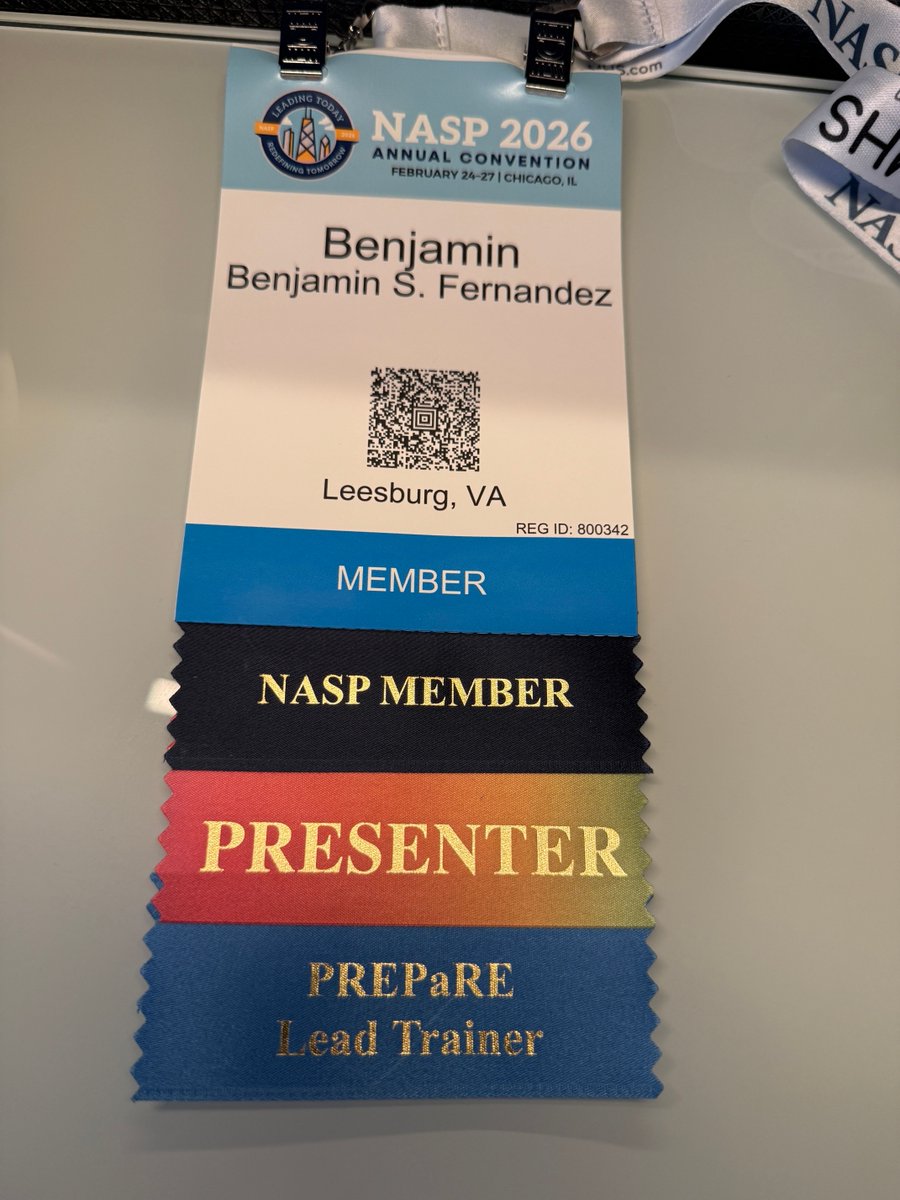 LEADING TODAY
NASP 2026
REDEFINING TOMORROW
NASP 2026
ANNUAL CONVENTION
FEBRUARY 24-27 | CHICAGO, IL
Benjamin
Benjamin S. Fernandez
Leesburg, VA
REG ID: 800342
MEMBER
NASP MEMBER
PRESENTER
PREPaRE
Lead Trainer